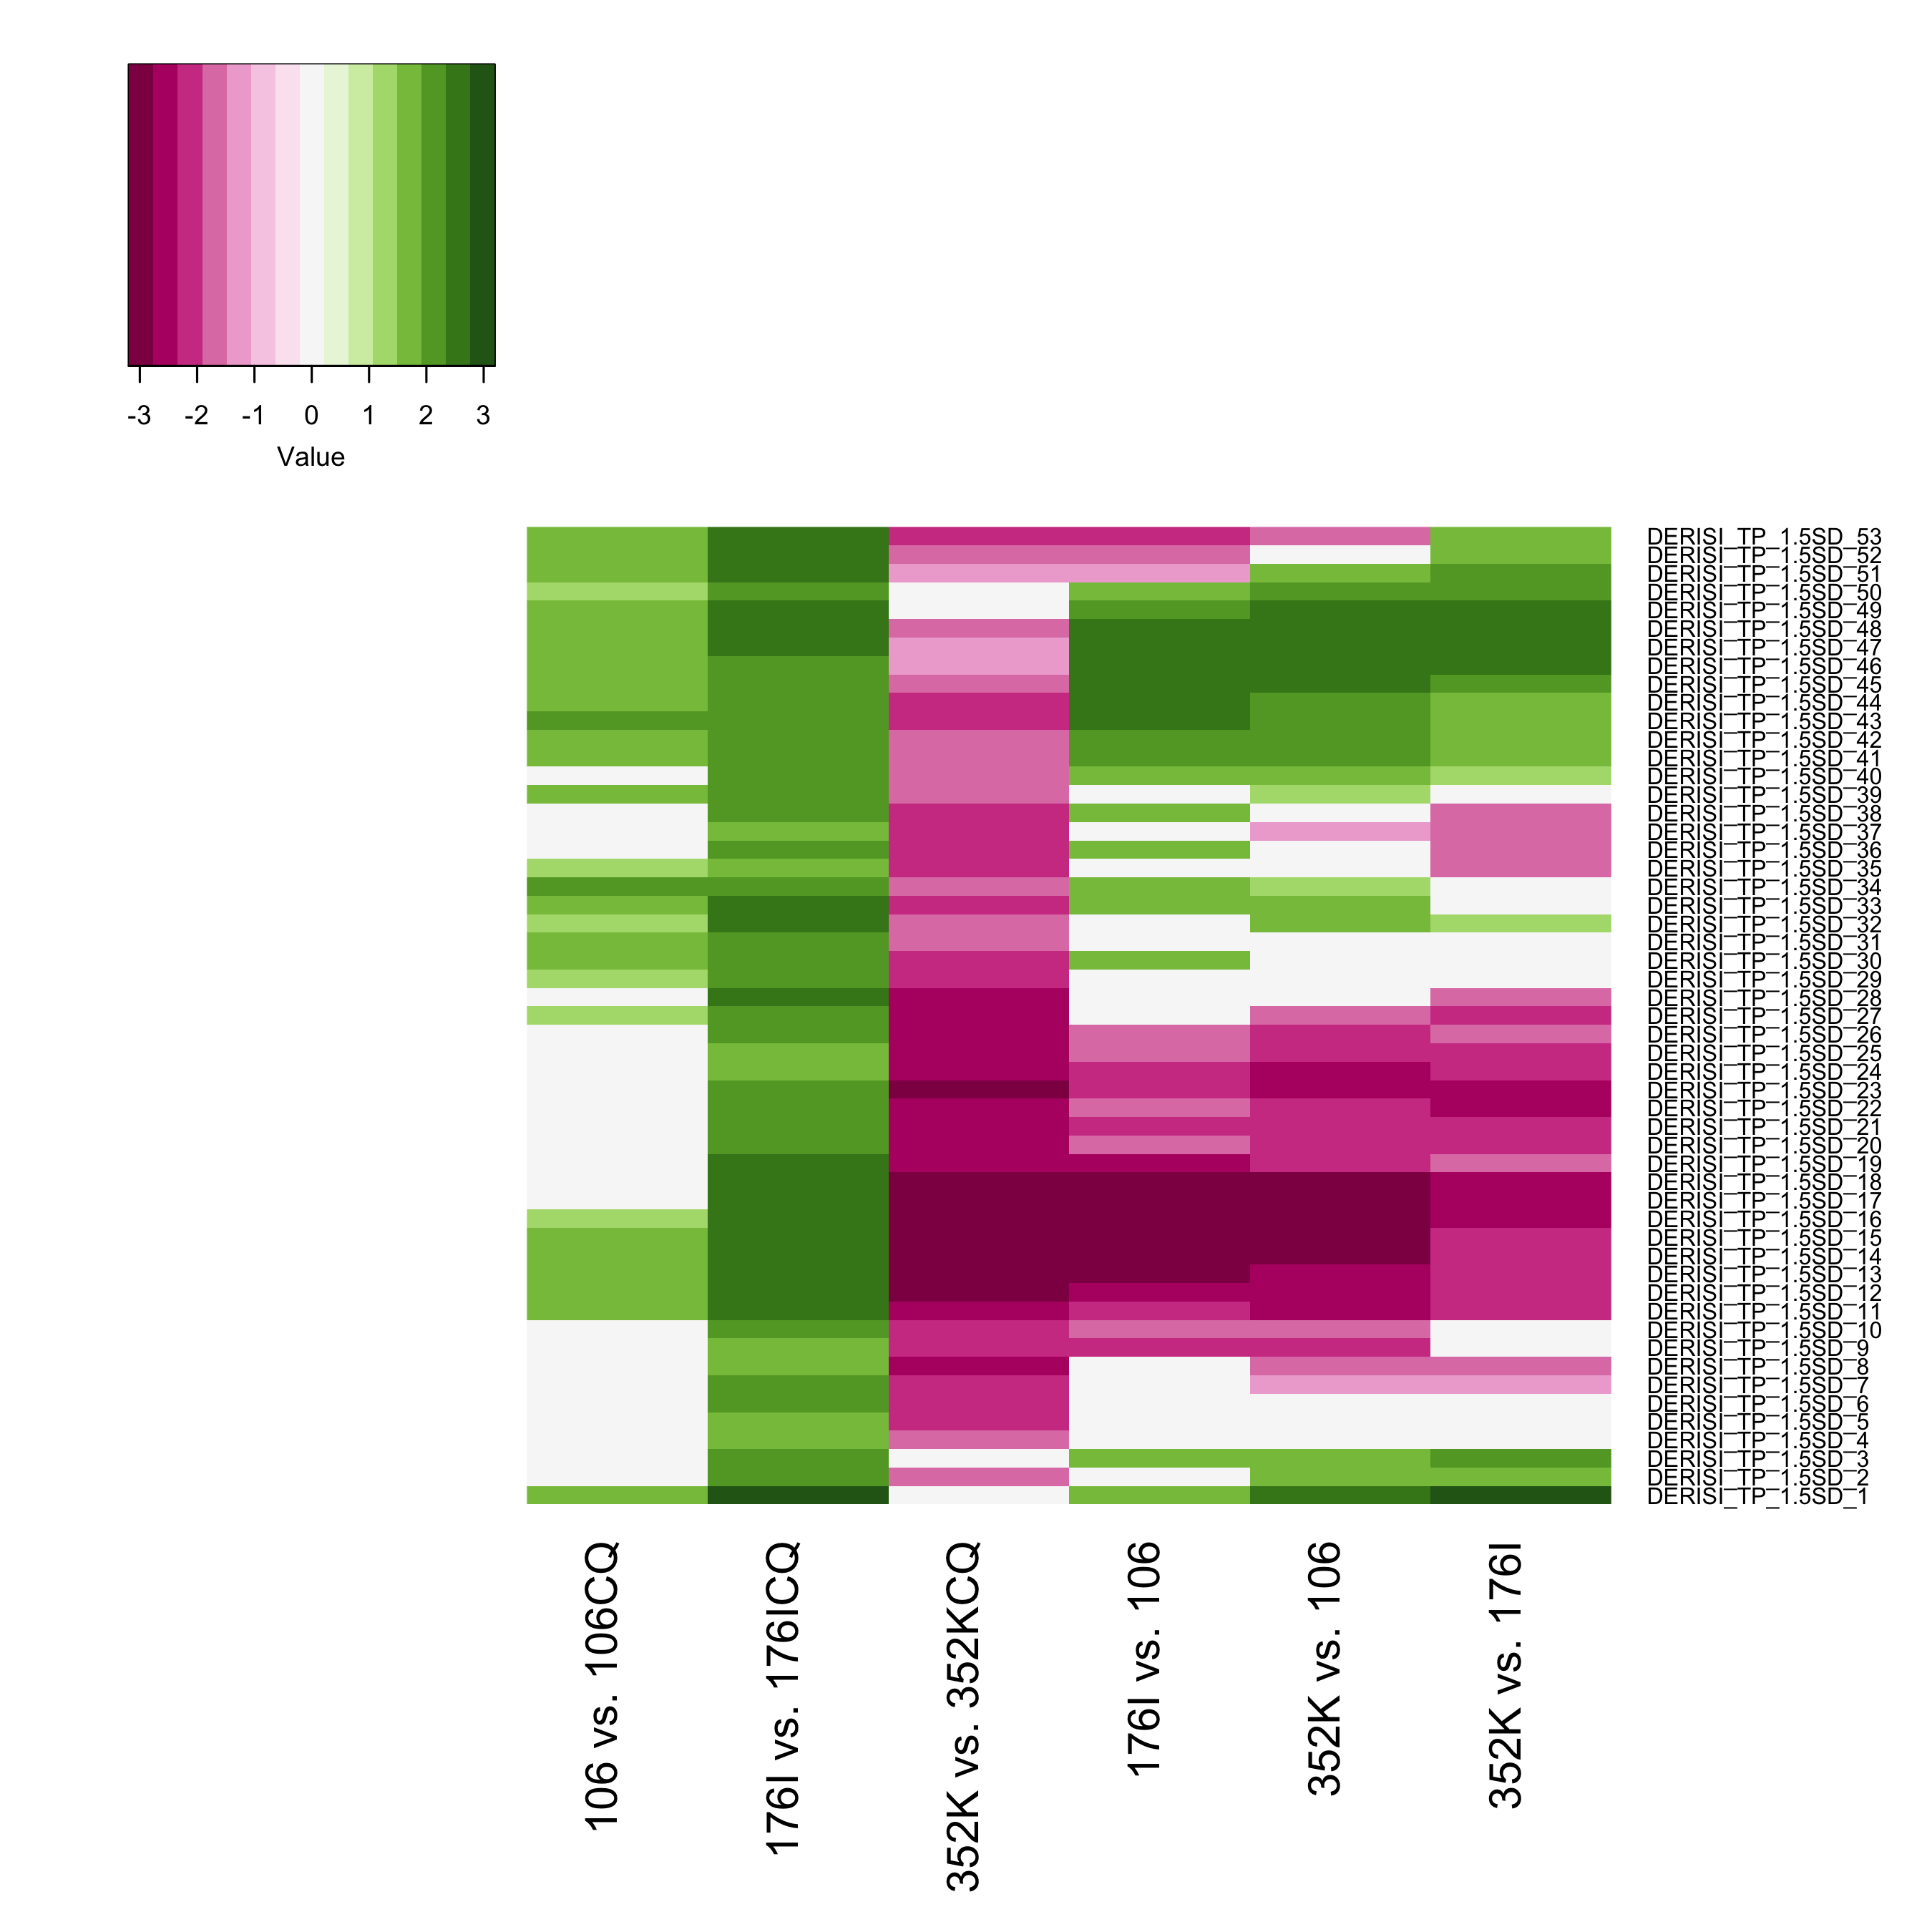 -3 -2 -1 0 1 2 3
Value
DERISI_TP_1.5SD_53
DERISI_TP_1.5SD_52
DERISI_TP_1.5SD_51
DERISI_TP_1.5SD_50
DERISI_TP_1.5SD_49
DERISI_TP_1.5SD_48
DERISI_TP_1.5SD_47
DERISI_TP_1.5SD_46
DERISI_TP_1.5SD_45
DERISI_TP_1.5SD_44
DERISI_TP_1.5SD_43
DERISI_TP_1.5SD_42
DERISI_TP_1.5SD_41
DERISI_TP_1.5SD_40
DERISI_TP_1.5SD_39
DERISI_TP_1.5SD_38
DERISI_TP_1.5SD_37
DERISI_TP_1.5SD_36
DERISI_TP_1.5SD_35
DERISI_TP_1.5SD_34
DERISI_TP_1.5SD_33
DERISI_TP_1.5SD_32
DERISI_TP_1.5SD_31
DERISI_TP_1.5SD_30
DERISI_TP_1.5SD_29
DERISI_TP_1.5SD_28
DERISI_TP_1.5SD_27
DERISI_TP_1.5SD_26
DERISI_TP_1.5SD_25
DERISI_TP_1.5SD_24
DERISI_TP_1.5SD_23
DERISI_TP_1.5SD_22
DERISI_TP_1.5SD_21
DERISI_TP_1.5SD_20
DERISI_TP_1.5SD_19
DERISI_TP_1.5SD_18
DERISI_TP_1.5SD_17
DERISI_TP_1.5SD_16
DERISI_TP_1.5SD_15
DERISI_TP_1.5SD_14
DERISI_TP_1.5SD_13
DERISI_TP_1.5SD_12
DERISI_TP_1.5SD_11
DERISI_TP_1.5SD_10
DERISI_TP_1.5SD_9
DERISI_TP_1.5SD_8
DERISI_TP_1.5SD_7
DERISI_TP_1.5SD_6
DERISI_TP_1.5SD_5
DERISI_TP_1.5SD_4
DERISI_TP_1.5SD_3
DERISI_TP_1.5SD_2
DERISI_TP_1.5SD_1
106 vs. 106CQ
176I vs. 176ICQ
352K vs. 352KCQ
176I vs. 106
352K vs. 106
352K vs. 176I